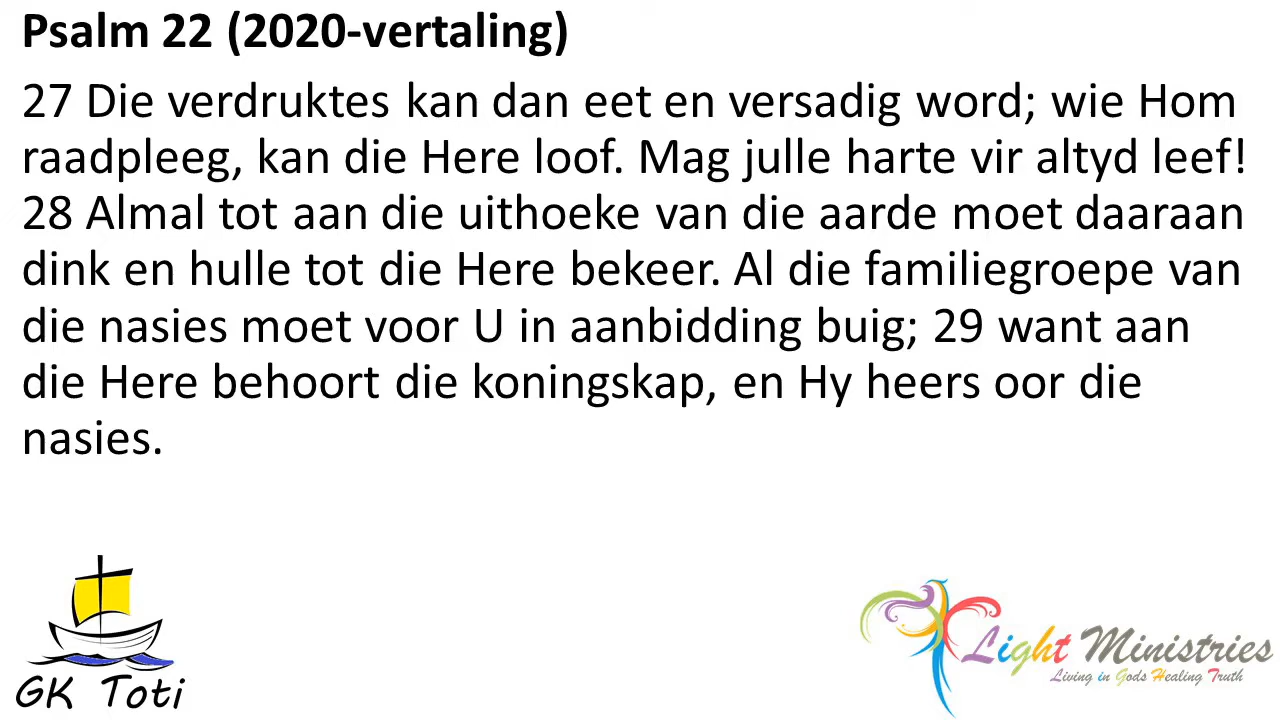 Psalm 22 (2020-vertaling)
27 Die verdruktes kan dan eet en versadig word; wie Hom
raadpleeg, kan die Here loof. Mag julle harte vir altyd leef!
28 Almal tot aan die uithoeke van die aarde moet daaraan
dink en hulle tot die Here bekeer. Al die familiegroepe van
die nasies moet voor U in aanbidding buig; 29 want aan
die Here behoort die koningskap, en Hy heers oor die
nasies.
GK Toti
Light Ministries
Living in Gods Healing Truth